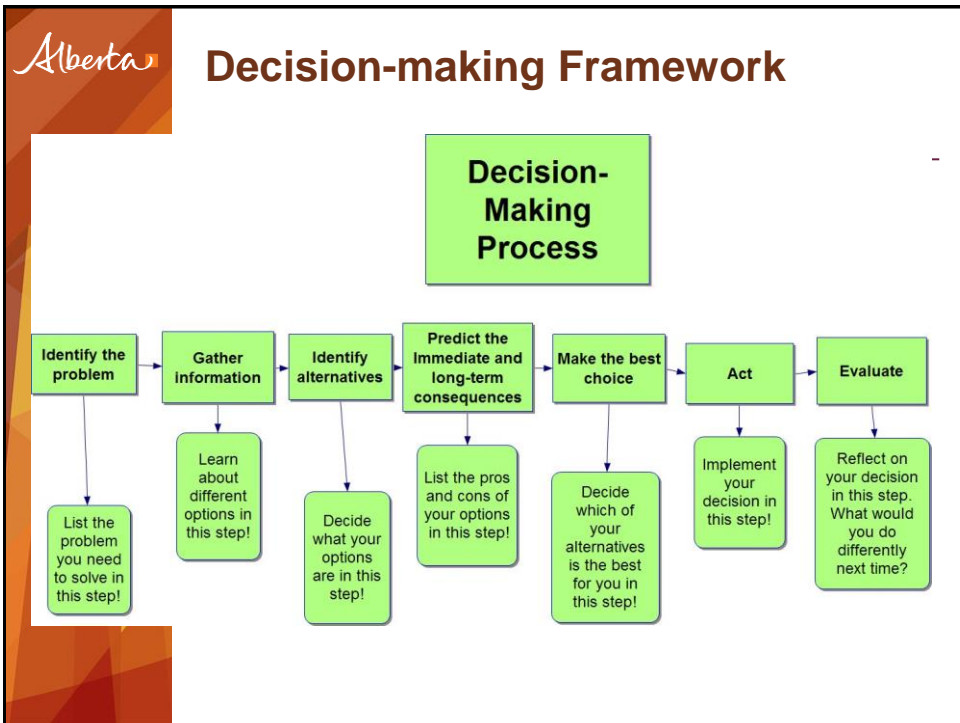 Alberta
Decision-making Framework
-
Decision-
Making
Process
Identify the
problem
Gather
information
Identify
alternatives
Predict the
Immediate and
long-term
consequences
Make the best
choice
Act
Evaluate
List the
problem
you need
to solve in
this step!
Learn
about
different
options in
this step!
Decide
what your
options
are in this
step!
List the pros
and cons of
your options
in this step!
Decide
which of
your
alternatives
is the best
for you in
this step!
Implement
your
decision in
this step!
Reflect on
your decision
in this step.
What would
you do
differently
next time?